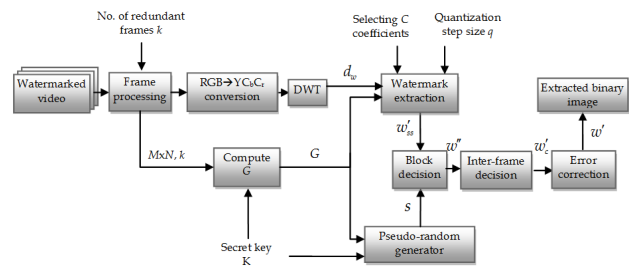 No. of redundant
frames k
Selecting C
coefficients
Quantization
step size q
Watermarked
video
Frame
processing
RGB→YCbCr
conversion
DWT
dw
Watermark
extraction
Extracted binary
image
w'ss
w''
w'c
w'
MxN, k
Compute
G
G
Block
decision
Inter-frame
decision
Error
correction
s
Secret key
K
Pseudo-random
generator